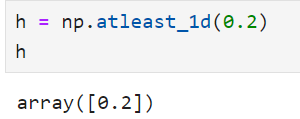 h = np.atleast_1d(0.2)
h
array([0.2])